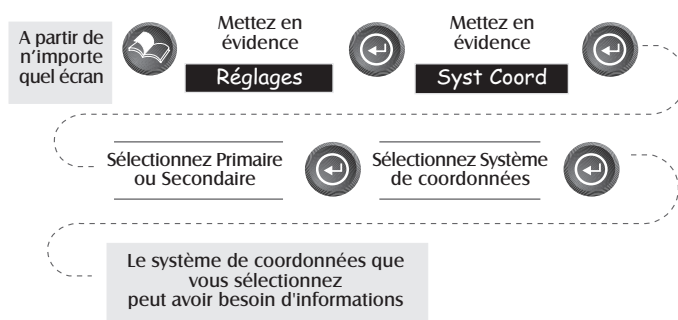 A partir de
n'importe
quel écran
Mettez en
évidence
Réglages
Mettez en
évidence
Syst Coord
Sélectionnez Primaire
ou Secondaire
Sélectionnez Système
de coordonnées
Le système de coordonnées que
vous sélectionnez
peut avoir besoin d'informations